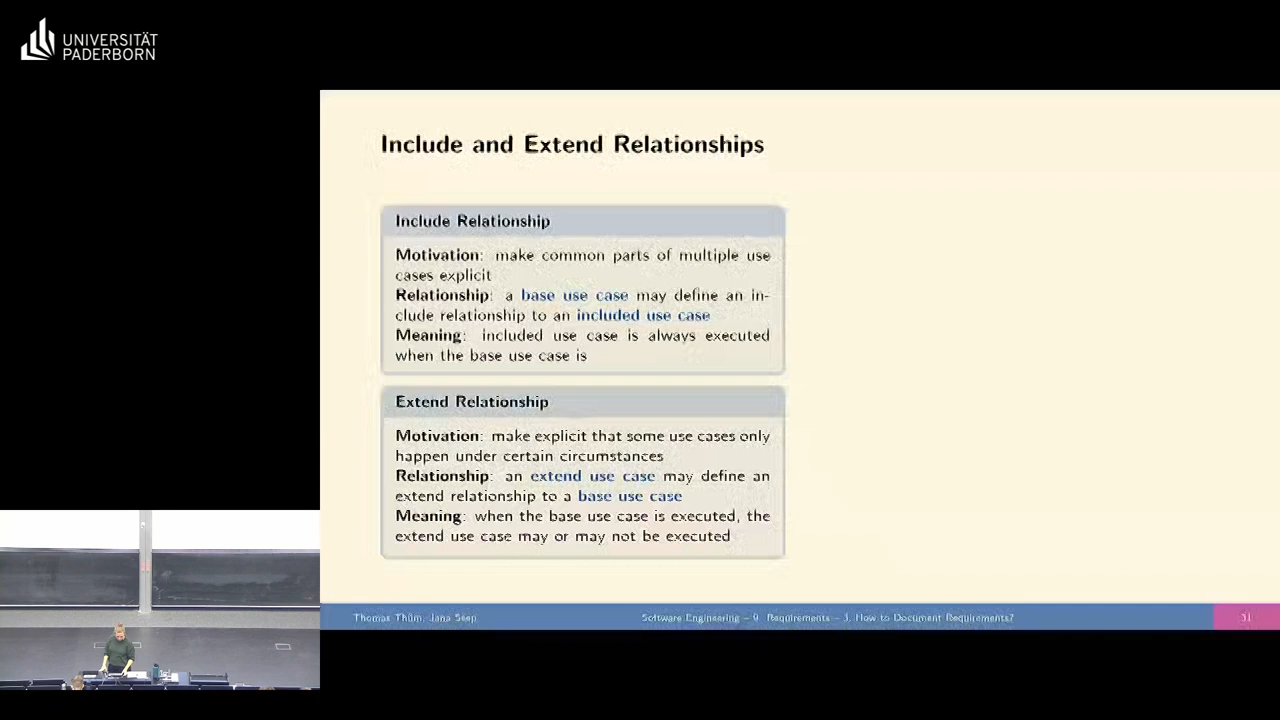 UNIVERSITÄT
PADERBORN
Include and Extend Relationships
Include Relationship
Motivation: make common parts of multiple use
cases explicit
Relationship: a base use case may define an in-
clude relationship to an included use case
Meaning: included use case is always executed
when the base use case is
Extend Relationship
Motivation: make explicit that some use cases only
happen under certain circumstances
Relationship: an extend use case may define an
extend relationship to a base use case
Meaning: when the base use case is executed, the
extend use case may or may not be executed
Thomas Thüm, Jana
Software Engineering – 9. Requirements – 3. How to Document Requirements?
31